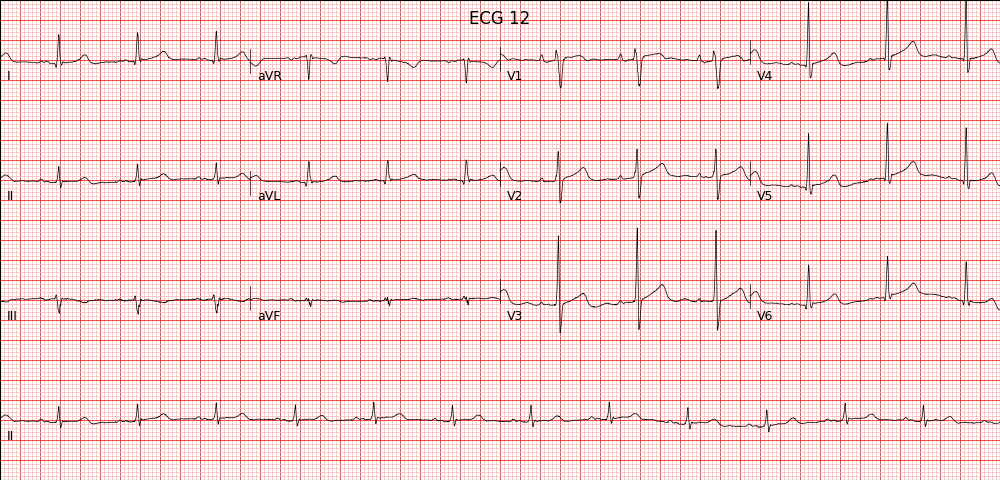 ECG 12
I aVR V1 V4
II aVL V2 V5
III aVF V3 V6
II